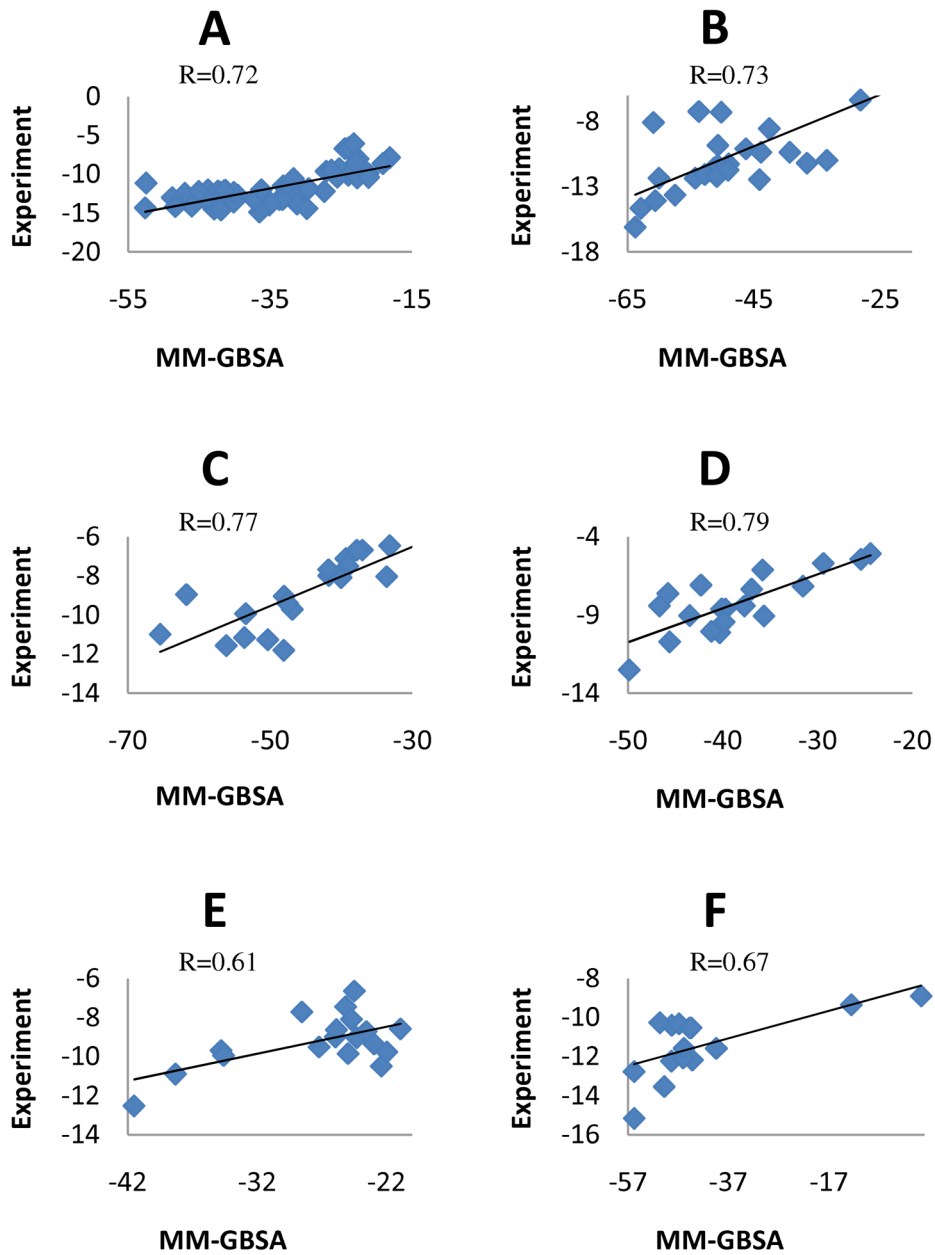 A B
R=0.72 R=0.73
Experiment Experiment
0
-5
-10
-15
-20
-8
-13
-18
-55 -35 -15
-65 -45 -25
MM-GBSA MM-GBSA
C D
R=0.77 R=0.79
Experiment Experiment
-6
-8
-10
-12
-14
-4
-9
-14
-70 -50 -30
-50 -40 -30 -20
MM-GBSA MM-GBSA
E F
R=0.61 R=0.67
Experiment Experiment
-6
-8
-10
-12
-14
-8
-10
-12
-14
-16
-42 -32 -22
-57 -37 -17
MM-GBSA MM-GBSA